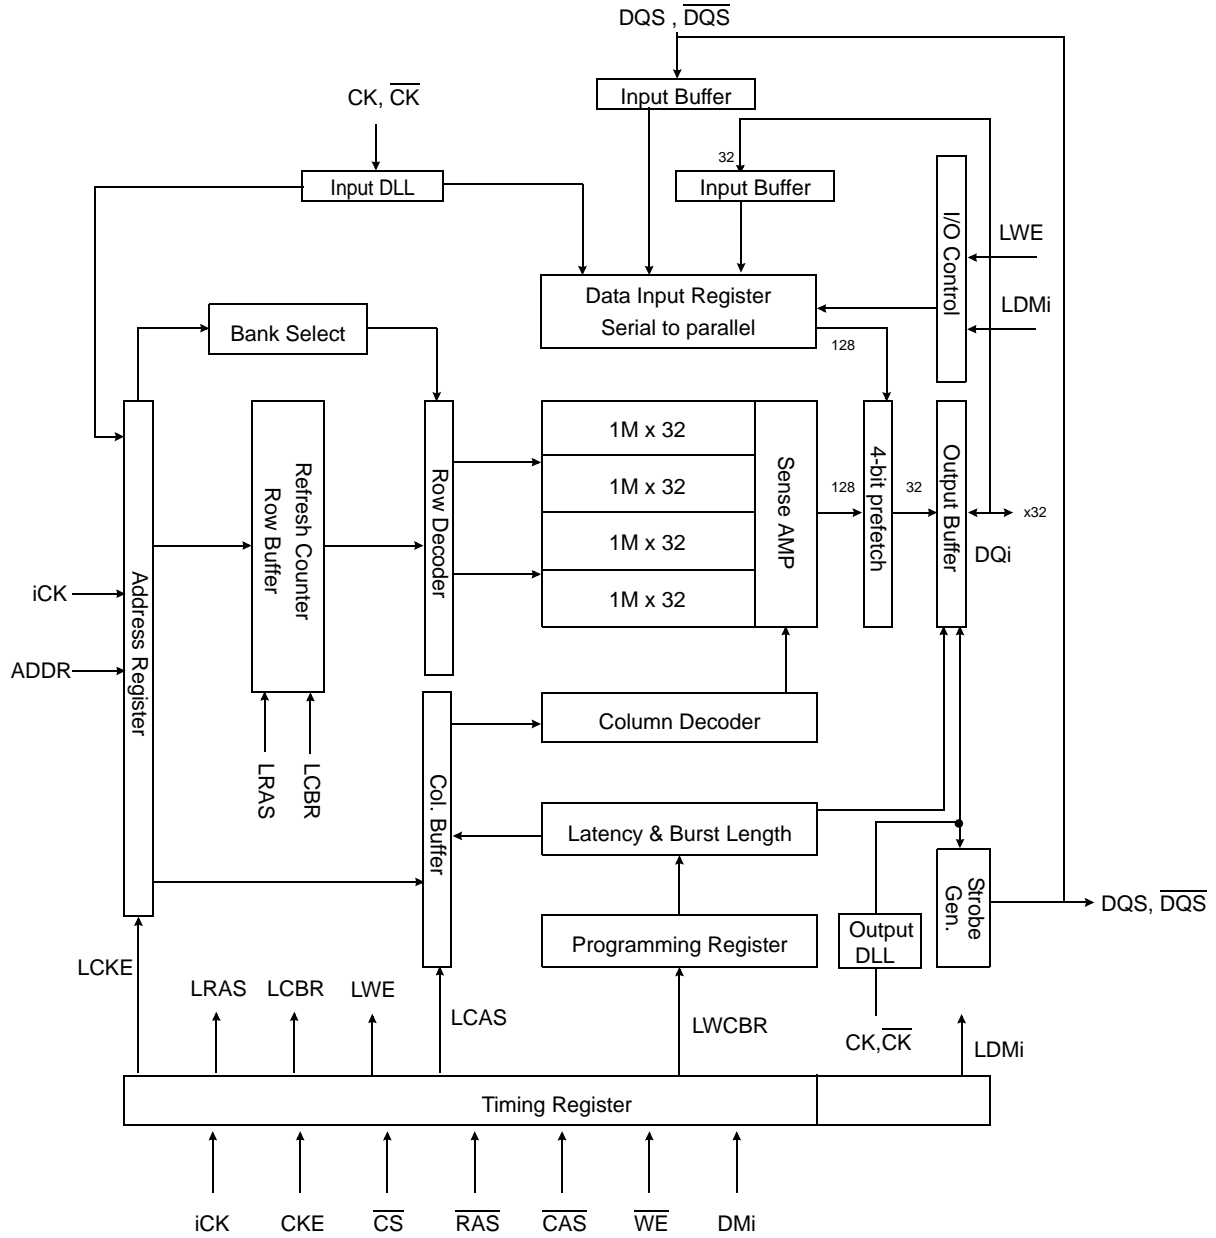 DQS , DQS
Input Buffer
CK, CK
32
Input DLL
Input Buffer
I/O Control
LWE
LDMi
Data Input Register
Serial to parallel
128
Bank Select
Address Register
Refresh Counter
Row Buffer
Row Decoder
1M x 32
1M x 32
1M x 32
1M x 32
Sense AMP
128
4-bit prefetch
32
Output Buffer
x32
DQi
iCK
ADDR
LRAS
LCBR
Col. Buffer
Column Decoder
Latency & Burst Length
Programming Register
Output
DLL
Strobe
Gen.
DQS, DQS
CK,CK
LCKE
LRAS
LCBR
LWE
LCAS
LWCBR
LDMi
Timing Register
iCK
CKE
CS
RAS
CAS
WE
DMi